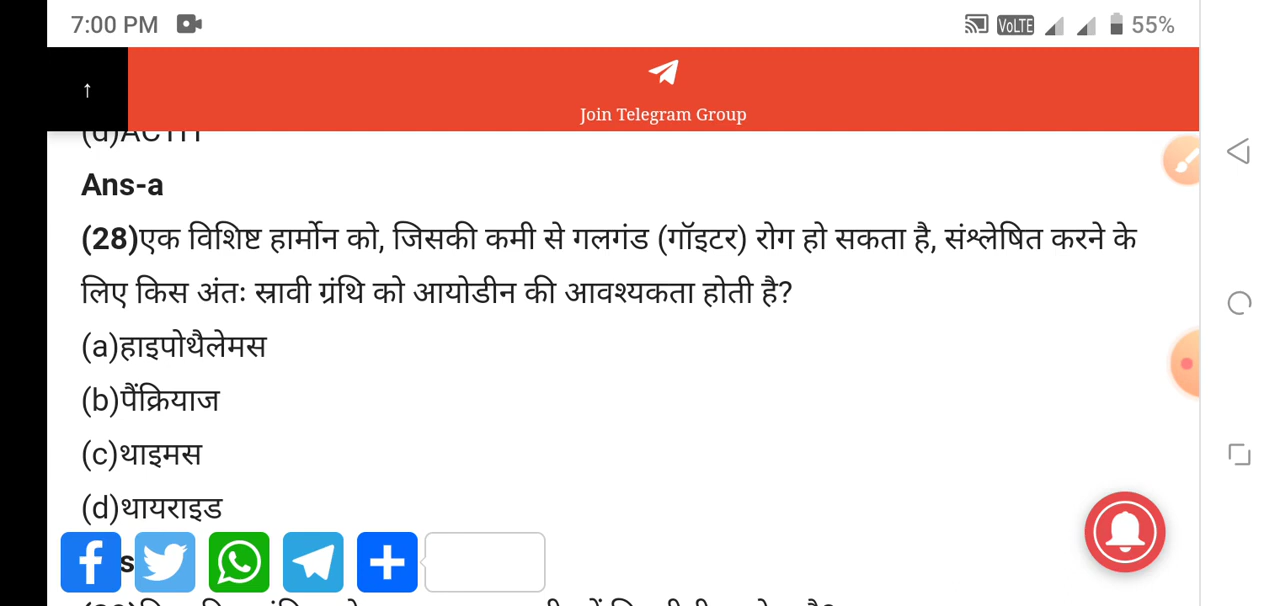 7:00 PM
VoLTE 55%
↑
Join Telegram Group
Ans-a
(28)एक विशिष्ट हार्मोन को, जिसकी कमी से गलगंड (गॉइटर) रोग हो सकता है, संश्लेषित करने के
लिए किस अंतः स्रावी ग्रंथि को आयोडीन की आवश्यकता होती है?
(a)हाइपोथैलेमस
(b)पैंक्रियाज
(c)थाइमस
(d)थायराइड